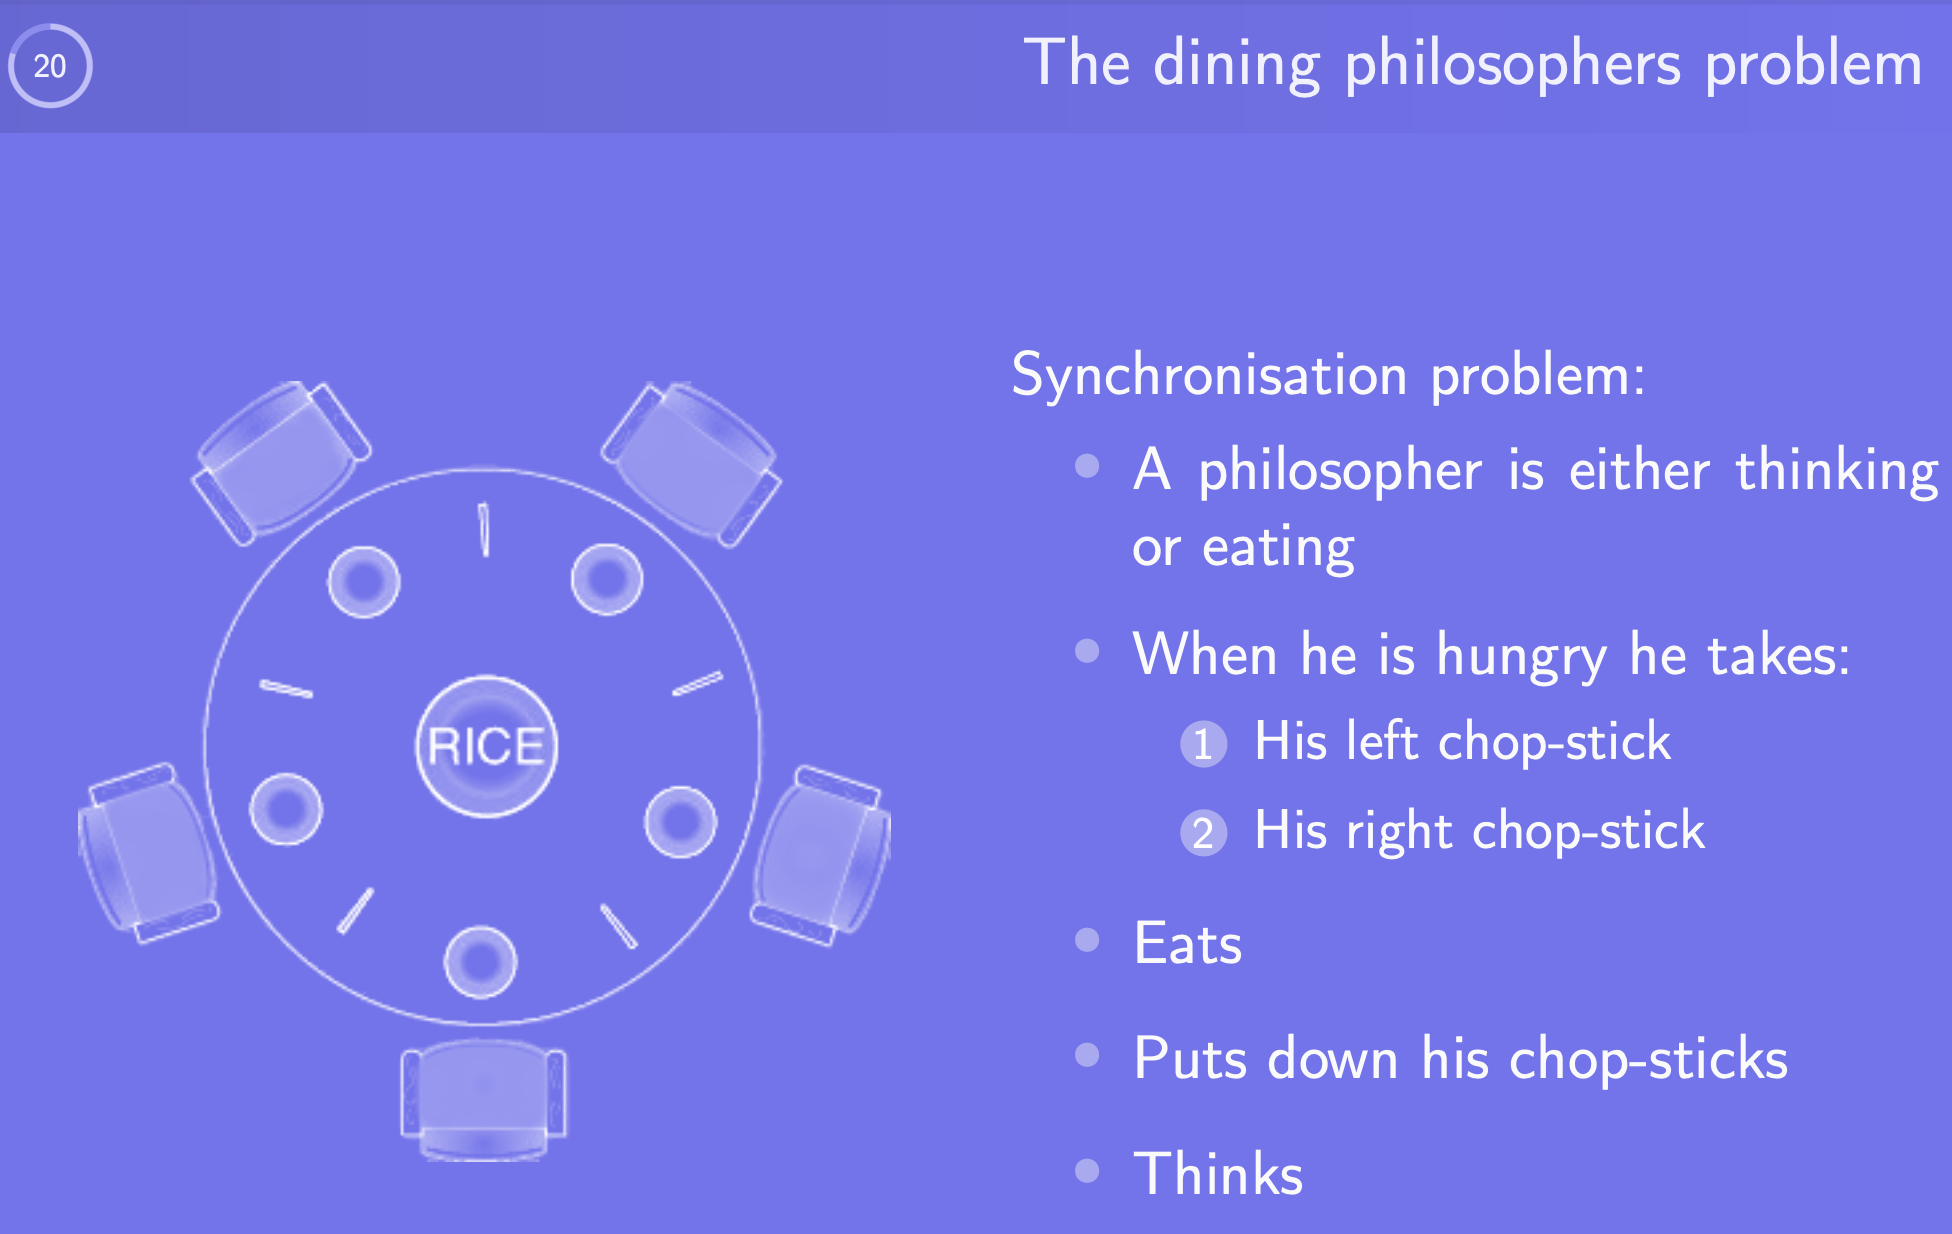 20
The dining philosophers problem
RICE
Synchronisation problem:
A philosopher is either thinking
or eating
When he is hungry he takes:
1 His left chop-stick
2 His right chop-stick
Eats
Puts down his chop-sticks
Thinks